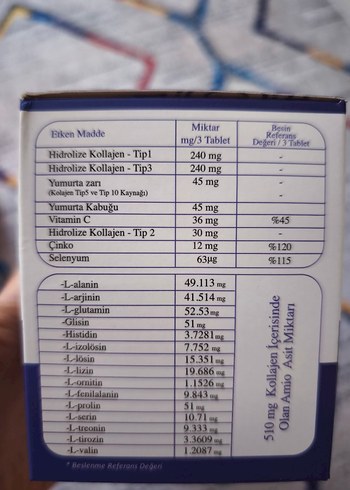 Etken Madde Miktar mg/3 Tablet Besin Referans Değeri / 3 Tablet
Hidrolize Kollajen - Tip1 240 mg -
Hidrolize Kollajen - Tip3 240 mg -
Yumurta zarı 45 mg -
(Kolajen Tip5 ve Tip 10 Kaynağı) -
Yumurta Kabuğu 45 mg
Vitamin C 36 mg %45
Hidrolize Kollajen - Tip 2 30 mg -
Çinko 12 mg %120
Selenyum 63µg %115
-L-alanin 49.113 mg
-L-arjinin 41.514 mg
-L-glutamin 52.53 mg
-Glisin 51 mg
-Histidin 3.7281 mg
-L-izolösin 7.752 mg
-L-lösin 15.351 mg
-L-lizin 19.686 mg
-L-ornitin 1.1526 mg
-L-fenilalanin 9.843 mg
-L-prolin 51 mg
-L-serin 10.71 mg
-L-treonin 9.333 mg
-L-tirozin 3.3609 mg
-L-valin 1.2087 mg
510 mg Kollajen İçerisinde
Olan Amio Asit Miktarı
* Beslenme Referans Değeri